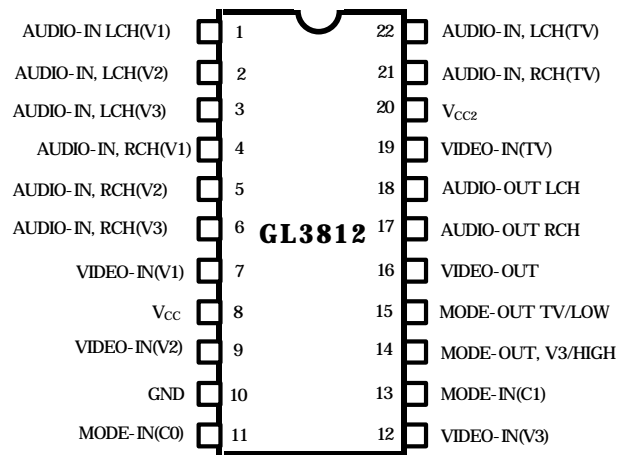 AUDIO-IN LCH(V1) 1 22 AUDIO-IN, LCH(TV)
AUDIO-IN, LCH(V2) 2 21 AUDIO-IN, RCH(TV)
AUDIO-IN, LCH(V3) 3 20 VCC2
AUDIO-IN, RCH(V1) 4 19 VIDEO-IN(TV)
AUDIO-IN, RCH(V2) 5 18 AUDIO-OUT LCH
AUDIO-IN, RCH(V3) 6 GL3812 17 AUDIO-OUT RCH
VIDEO-IN(V1) 7 16 VIDEO-OUT
VCC 8 15 MODE-OUT TV/LOW
VIDEO-IN(V2) 9 14 MODE-OUT, V3/HIGH
GND 10 13 MODE-IN(C1)
MODE-IN(C0) 11 12 VIDEO-IN(V3)